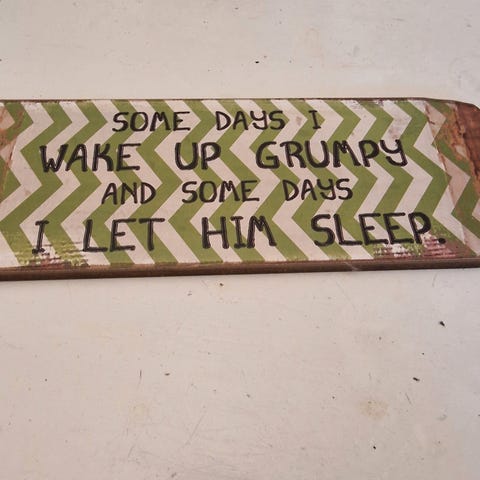 SOME DAYS I
WAKE UP GRUMPY
AND SOME DAYS
I LET HIM SLEEP.